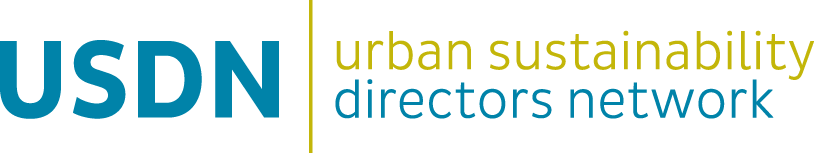 USDN
urban sustainability
directors network